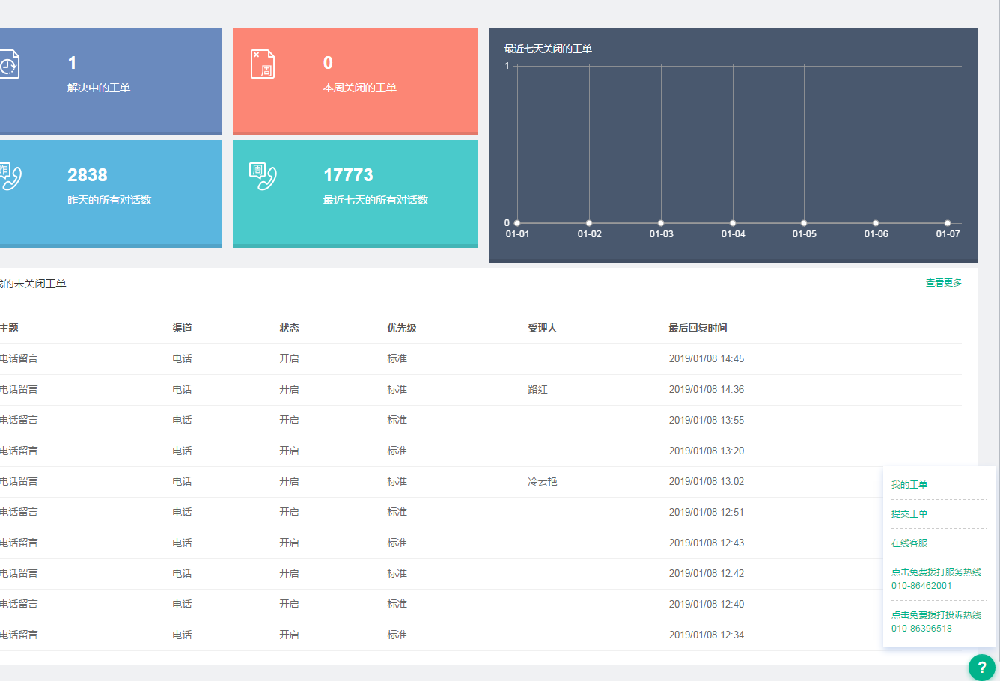 1
解决中的工单
周
0
本周关闭的工单
昨
2838
昨天的所有对话数
周
17773
最近七天的所有对话数
最近七天关闭的工单
1
0
01-01 01-02 01-03 01-04 01-05 01-06 01-07
我的未关闭工单 查看更多
主题 渠道 状态 优先级 受理人 最后回复时间
电话留言 电话 开启 标准 2019/01/08 14:45
电话留言 电话 开启 标准 路红 2019/01/08 14:36
电话留言 电话 开启 标准 2019/01/08 13:55
电话留言 电话 开启 标准 2019/01/08 13:20
电话留言 电话 开启 标准 冷云艳 2019/01/08 13:02
电话留言 电话 开启 标准 2019/01/08 12:51
电话留言 电话 开启 标准 2019/01/08 12:43
电话留言 电话 开启 标准 2019/01/08 12:42
电话留言 电话 开启 标准 2019/01/08 12:40
电话留言 电话 开启 标准 2019/01/08 12:34
我的工单
提交工单
在线客服
点击免费拨打服务热线
010-86462001
点击免费拨打投诉热线
010-86396518
?